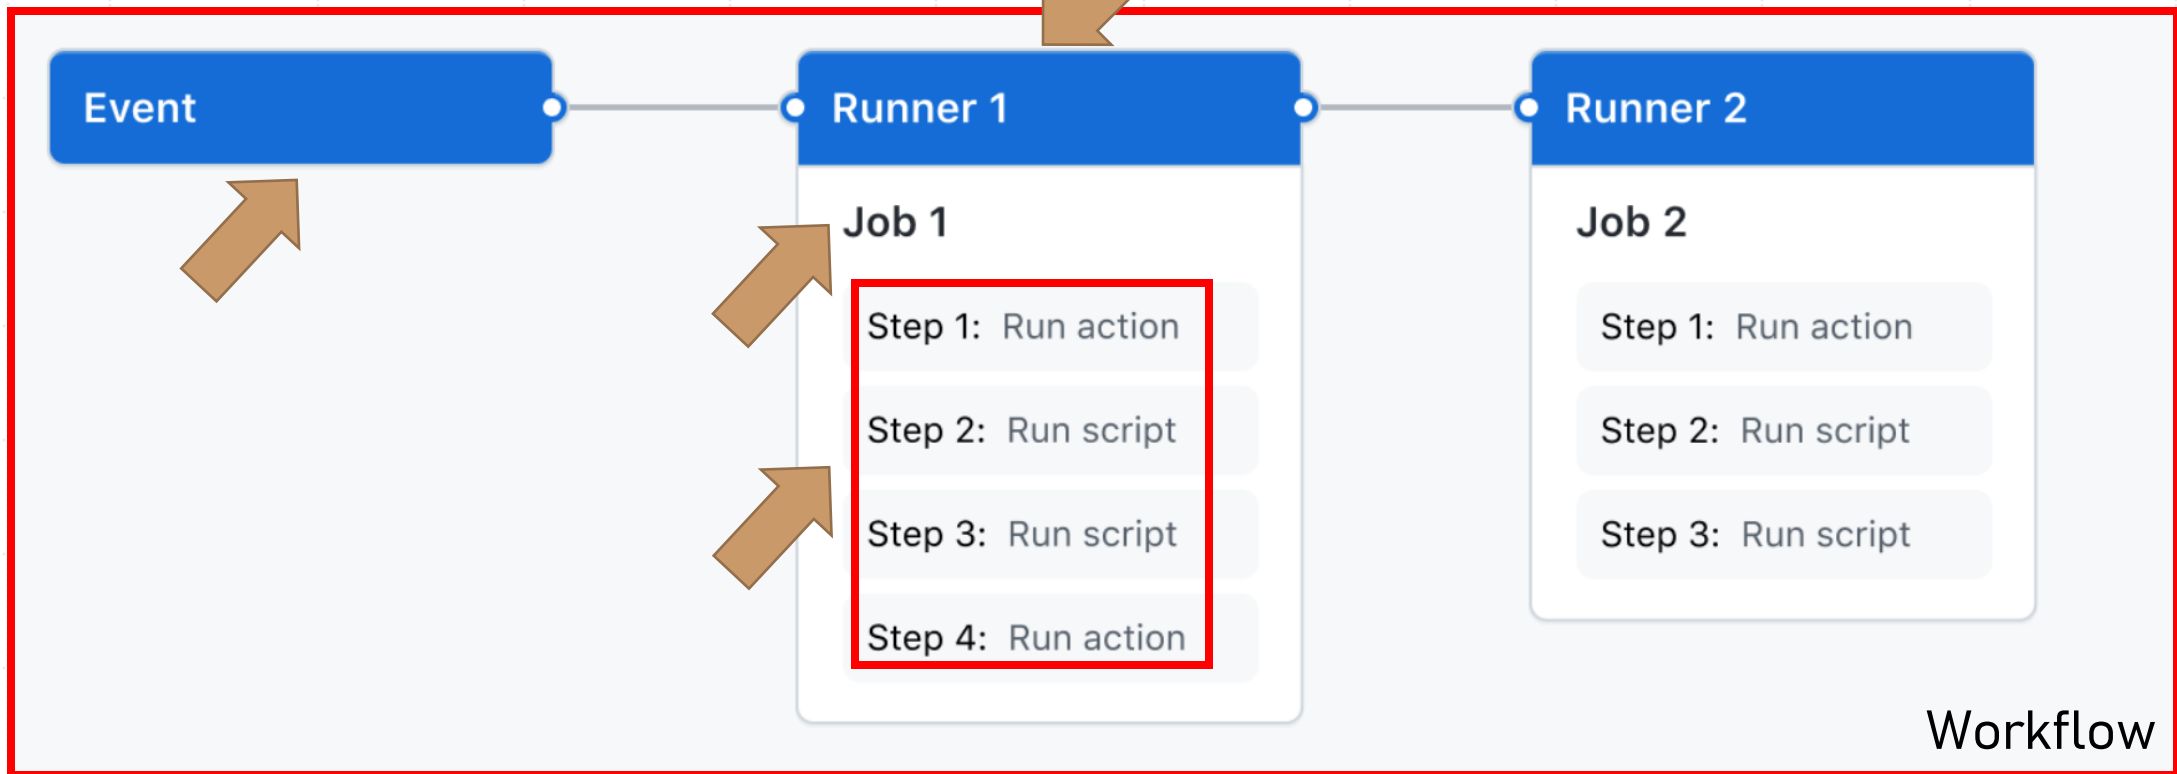 Event
Runner 1
Job 1
Step 1: Run action
Step 2: Run script
Step 3: Run script
Step 4: Run action
Runner 2
Job 2
Step 1: Run action
Step 2: Run script
Step 3: Run script
Workflow